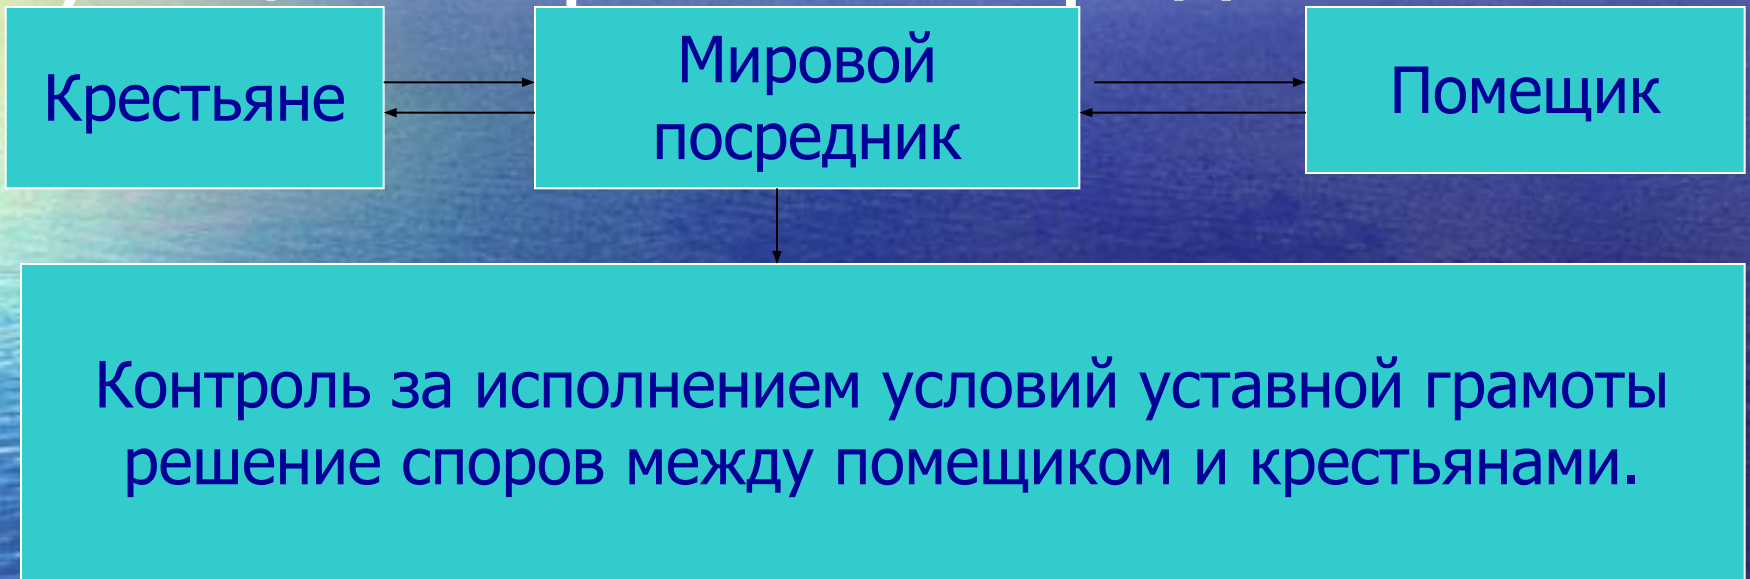 Крестьяне
Мировой
посредник
Помещик
Контроль за исполнением условий уставной грамоты
решение споров между помещиком и крестьянами.